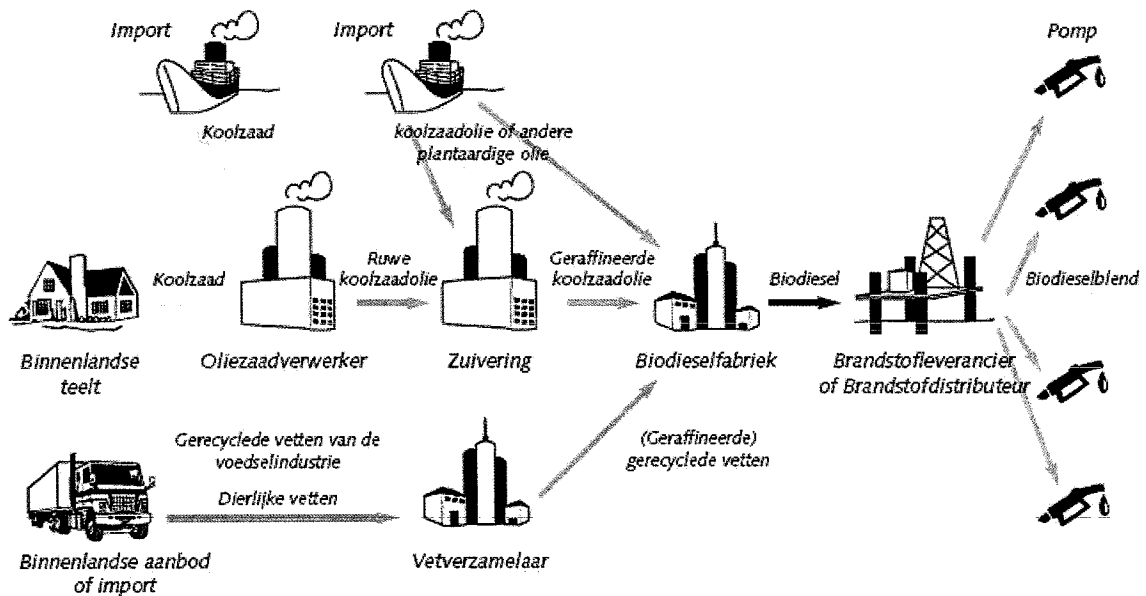 Import
Import
Pomp
Koolzaad
koolzaadolie of andere
plantaardige olie
Koolzaad
Ruwe
koolzaadolie
Geraffineerde
koolzaadolie
Biodiesel
Biodieselblend
Binnenlandse
teelt
Oliezaadverwerker
Zuivering
Biodieselfabriek
Brandstofleverancier
of Brandstofdistributeur
Gerecyclede vetten van de
voedselindustrie
Dierlijke vetten
(Geraffineerde)
gerecyclede vetten
Binnenlandse aanbod
of import
Vetverzamelaar